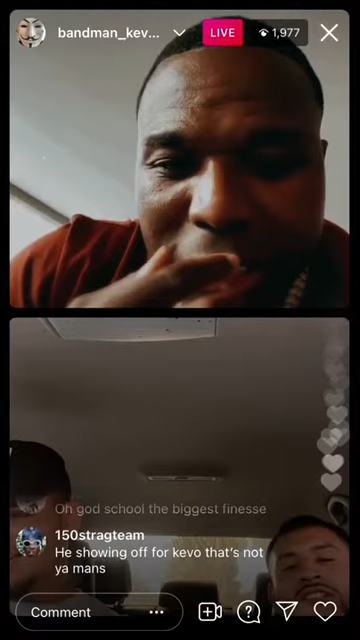 bandman_kev...
LIVE
1,977
Oh god school the biggest finesse
150stragteam
He showing off for kevo that's not
ya mans
Comment